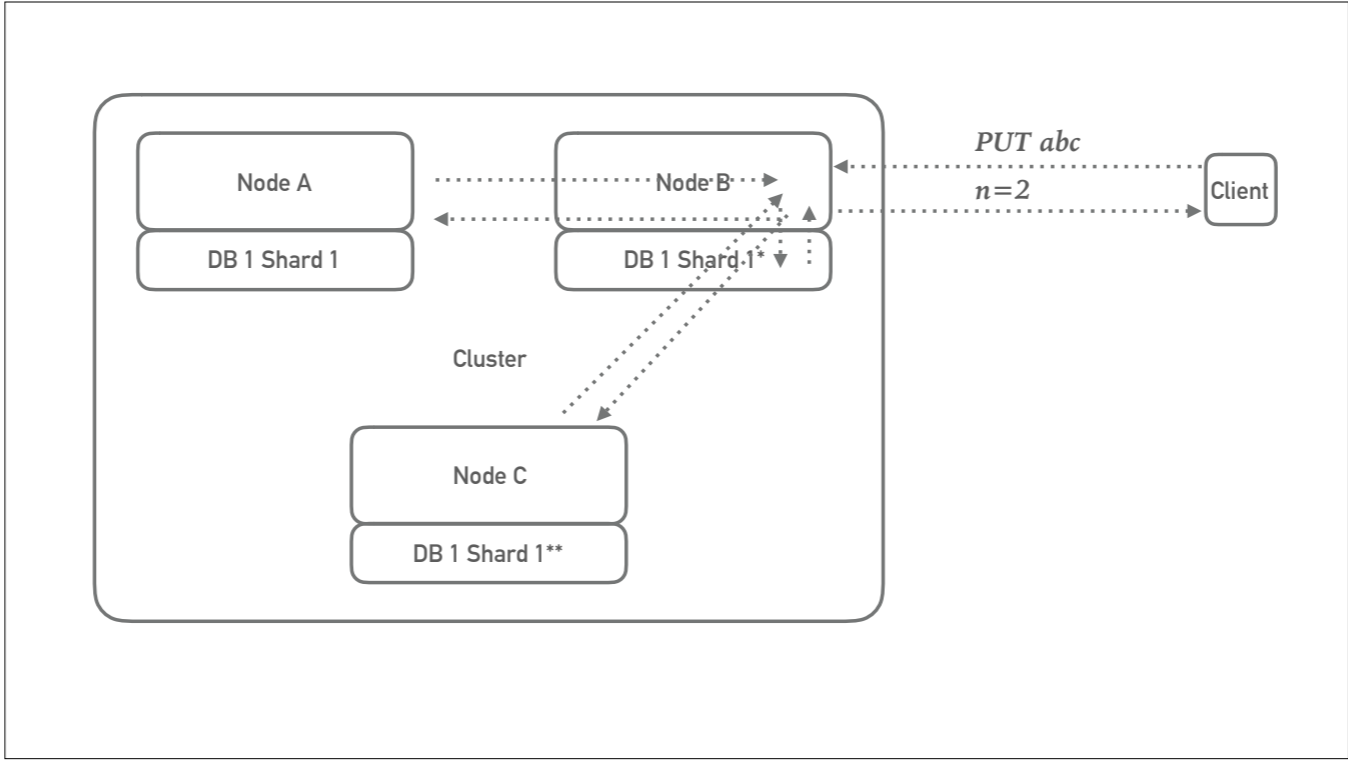 PUT abc
Node A
Node B
Client
n=2
DB 1 Shard 1
DB 1 Shard 1*
Cluster
Node C
DB 1 Shard 1**